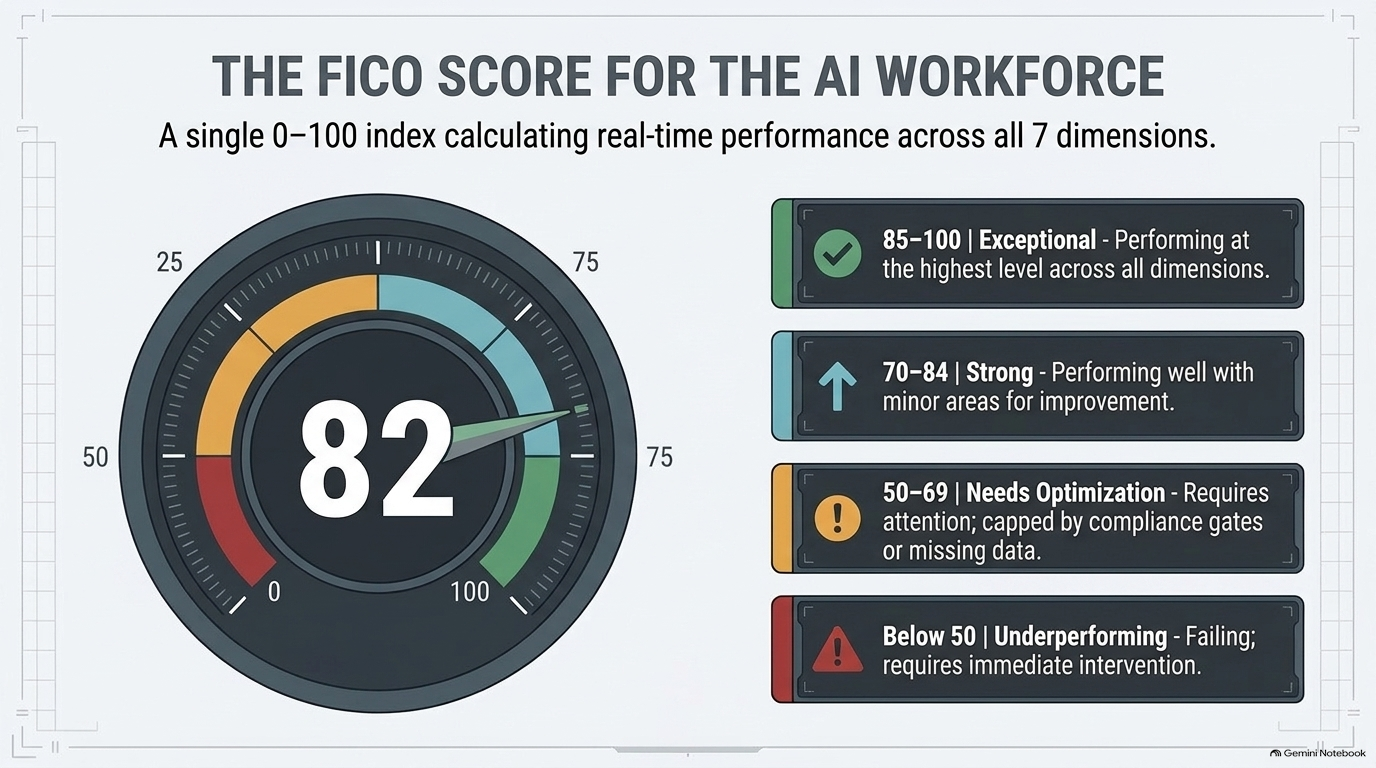 THE FICO SCORE FOR THE AI WORKFORCE
A single 0–100 index calculating real-time performance across all 7 dimensions.
25
75
50
75
82
0
100
85–100 | Exceptional - Performing at
the highest level across all dimensions.
70–84 | Strong - Performing well with
minor areas for improvement.
50–69 | Needs Optimization - Requires
attention; capped by compliance gates
or missing data.
Below 50 | Underperforming - Failing;
requires immediate intervention.
Gemini Notebook